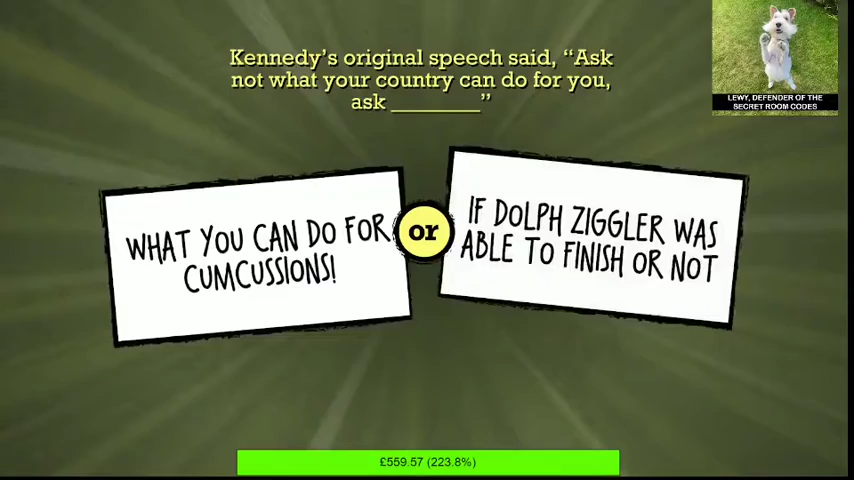 Kennedy's original speech said, "Ask
not what your country can do for you,
ask ________"
LEWY, DEFENDER OF THE
SECRET ROOM CODES
WHAT YOU CAN DO FOR
CUMCUSSIONS!
or
IF DOLPH ZIGGLER WAS
ABLE TO FINISH OR NOT
£559.57 (223.8%)